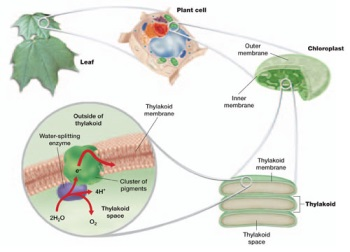 Plant cell
Leaf
Chloroplast
Outer
membrane
Inner
membrane
Outside of
thylakoid
Thylakoid
membrane
Water-splitting
enzyme
e⁻
Cluster of
pigments
4H⁺
2H₂O
O₂
Thylakoid
space
Thylakoid
membrane
Thylakoid
Thylakoid
space